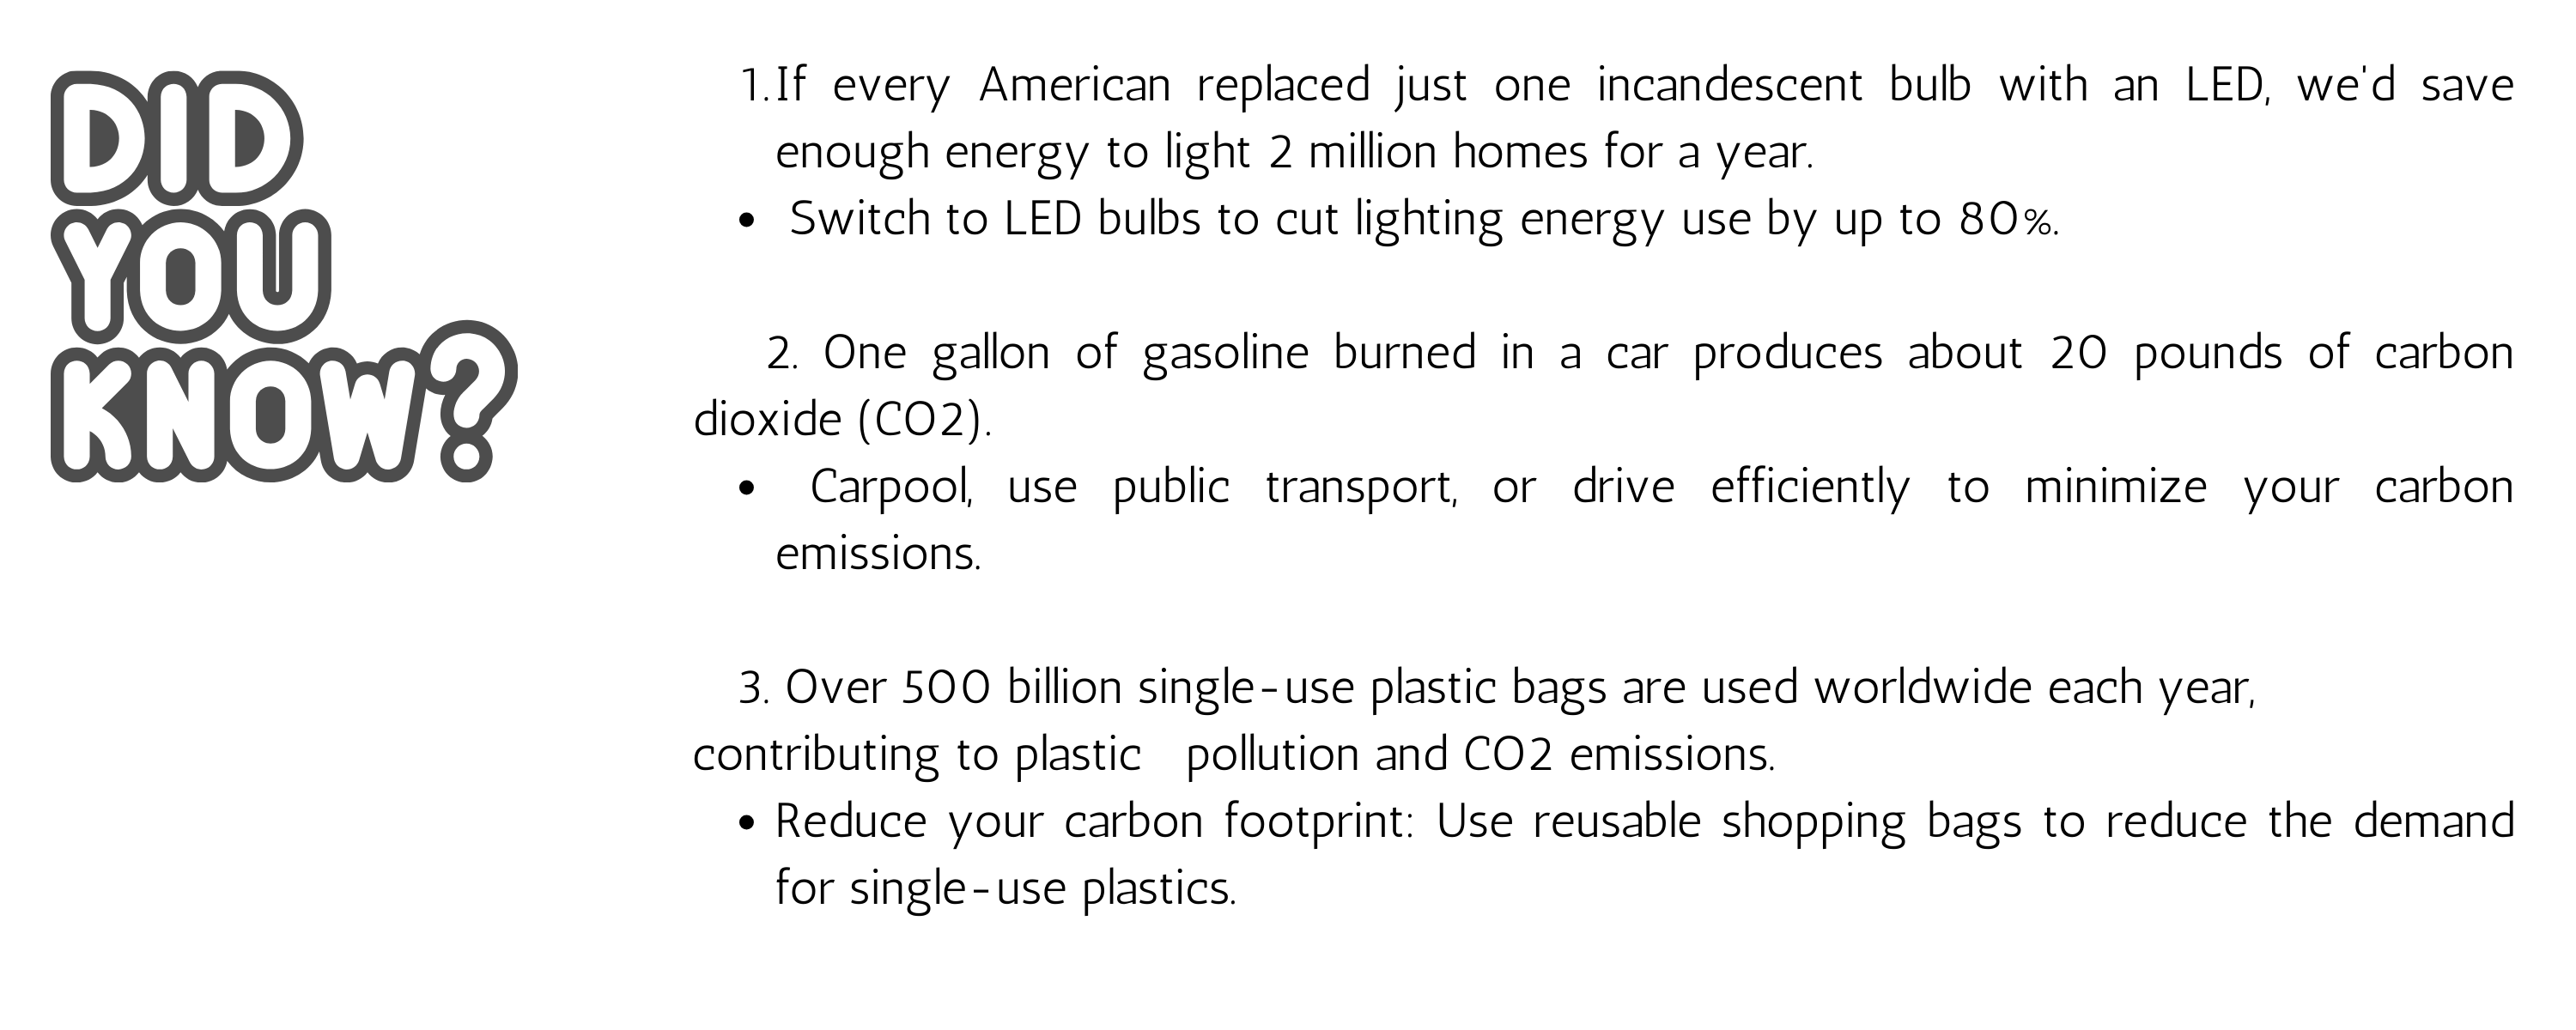 DID
YOU
KNOW?
1. If every American replaced just one incandescent bulb with an LED, we'd save
enough energy to light 2 million homes for a year.
• Switch to LED bulbs to cut lighting energy use by up to 80%.
2. One gallon of gasoline burned in a car produces about 20 pounds of carbon
dioxide (CO2).
• Carpool, use public transport, or drive efficiently to minimize your carbon
emissions.
3. Over 500 billion single-use plastic bags are used worldwide each year,
contributing to plastic pollution and CO2 emissions.
• Reduce your carbon footprint: Use reusable shopping bags to reduce the demand
for single-use plastics.